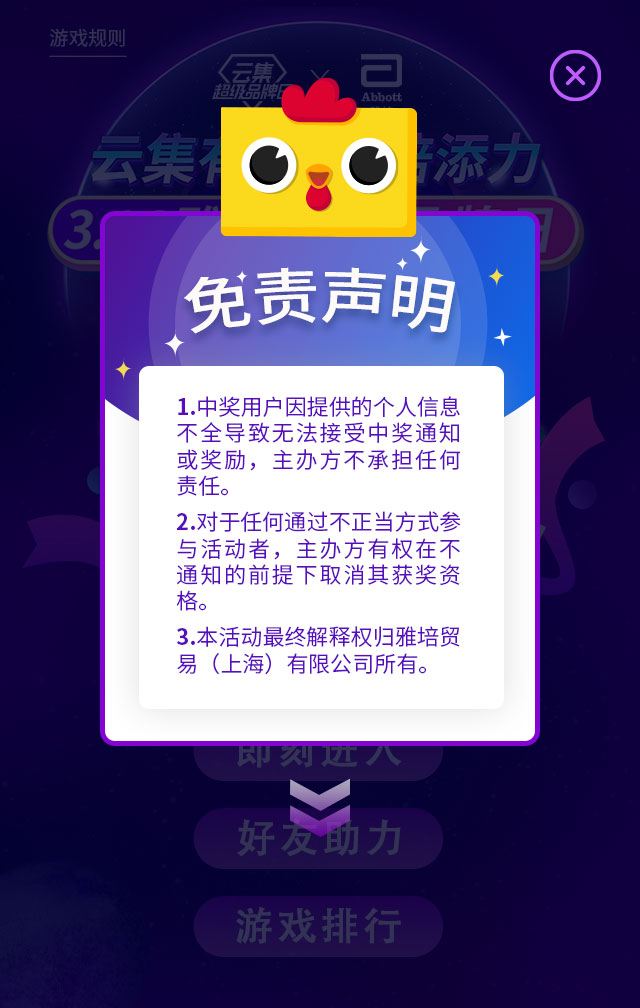 游戏规则
云集
超级品牌日
Abbott
云集有
培添力
3.
免责声明
1.中奖用户因提供的个人信息
不全导致无法接受中奖通知
或奖励，主办方不承担任何
责任。
2.对于任何通过不正当方式参
与活动者，主办方有权在不
通知的前提下取消其获奖资
格。
3.本活动最终解释权归雅培贸
易（上海）有限公司所有。
即刻进入
好友助力
游戏排行